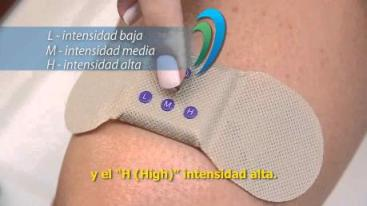 L - intensidad baja
M - intensidad media
H - intensidad alta
L M H
y el "H (High)" intensidad alta.